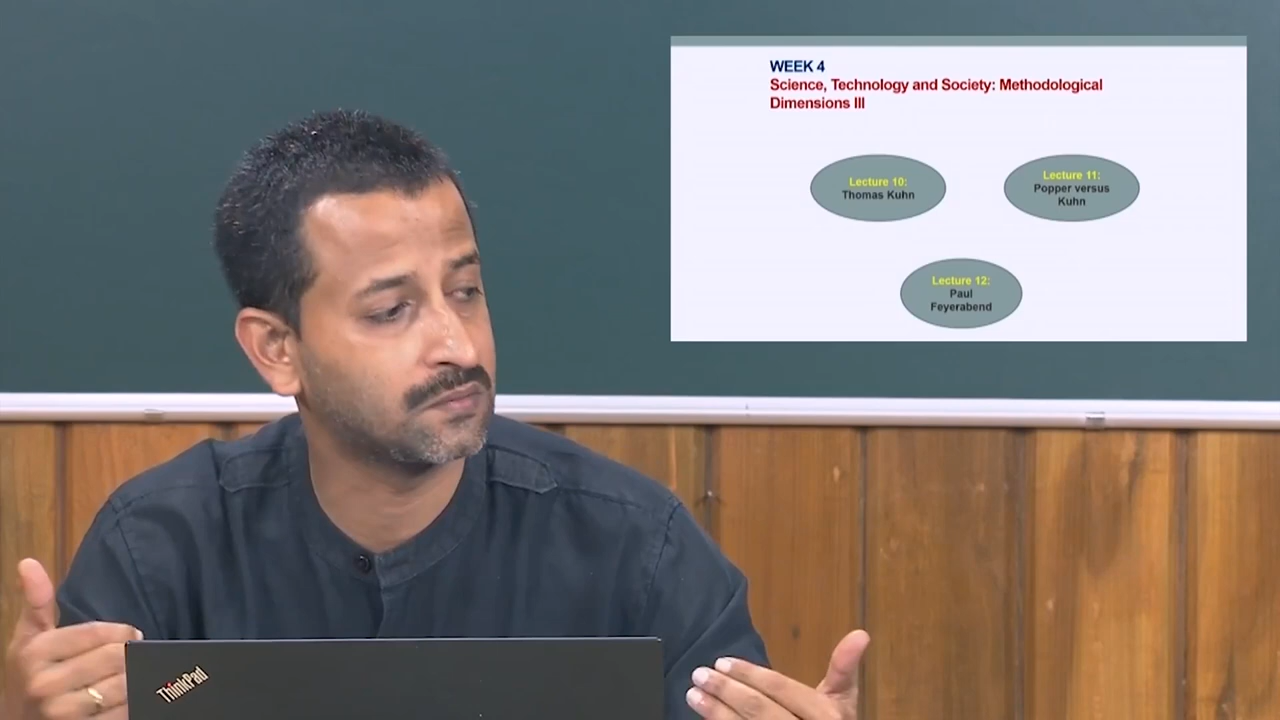 WEEK 4
Science, Technology and Society: Methodological
Dimensions III
Lecture 10:
Thomas Kuhn
Lecture 11:
Popper versus
Kuhn
Lecture 12:
Paul
Feyerabend
ThinkPad